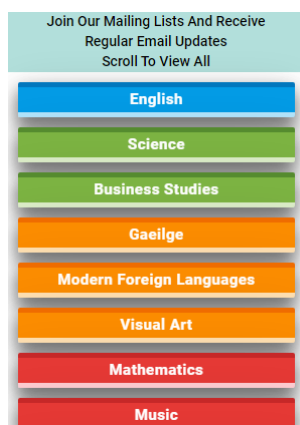 Join Our Mailing Lists And Receive
Regular Email Updates
Scroll To View All
English
Science
Business Studies
Gaeilge
Modern Foreign Languages
Visual Art
Mathematics
Music